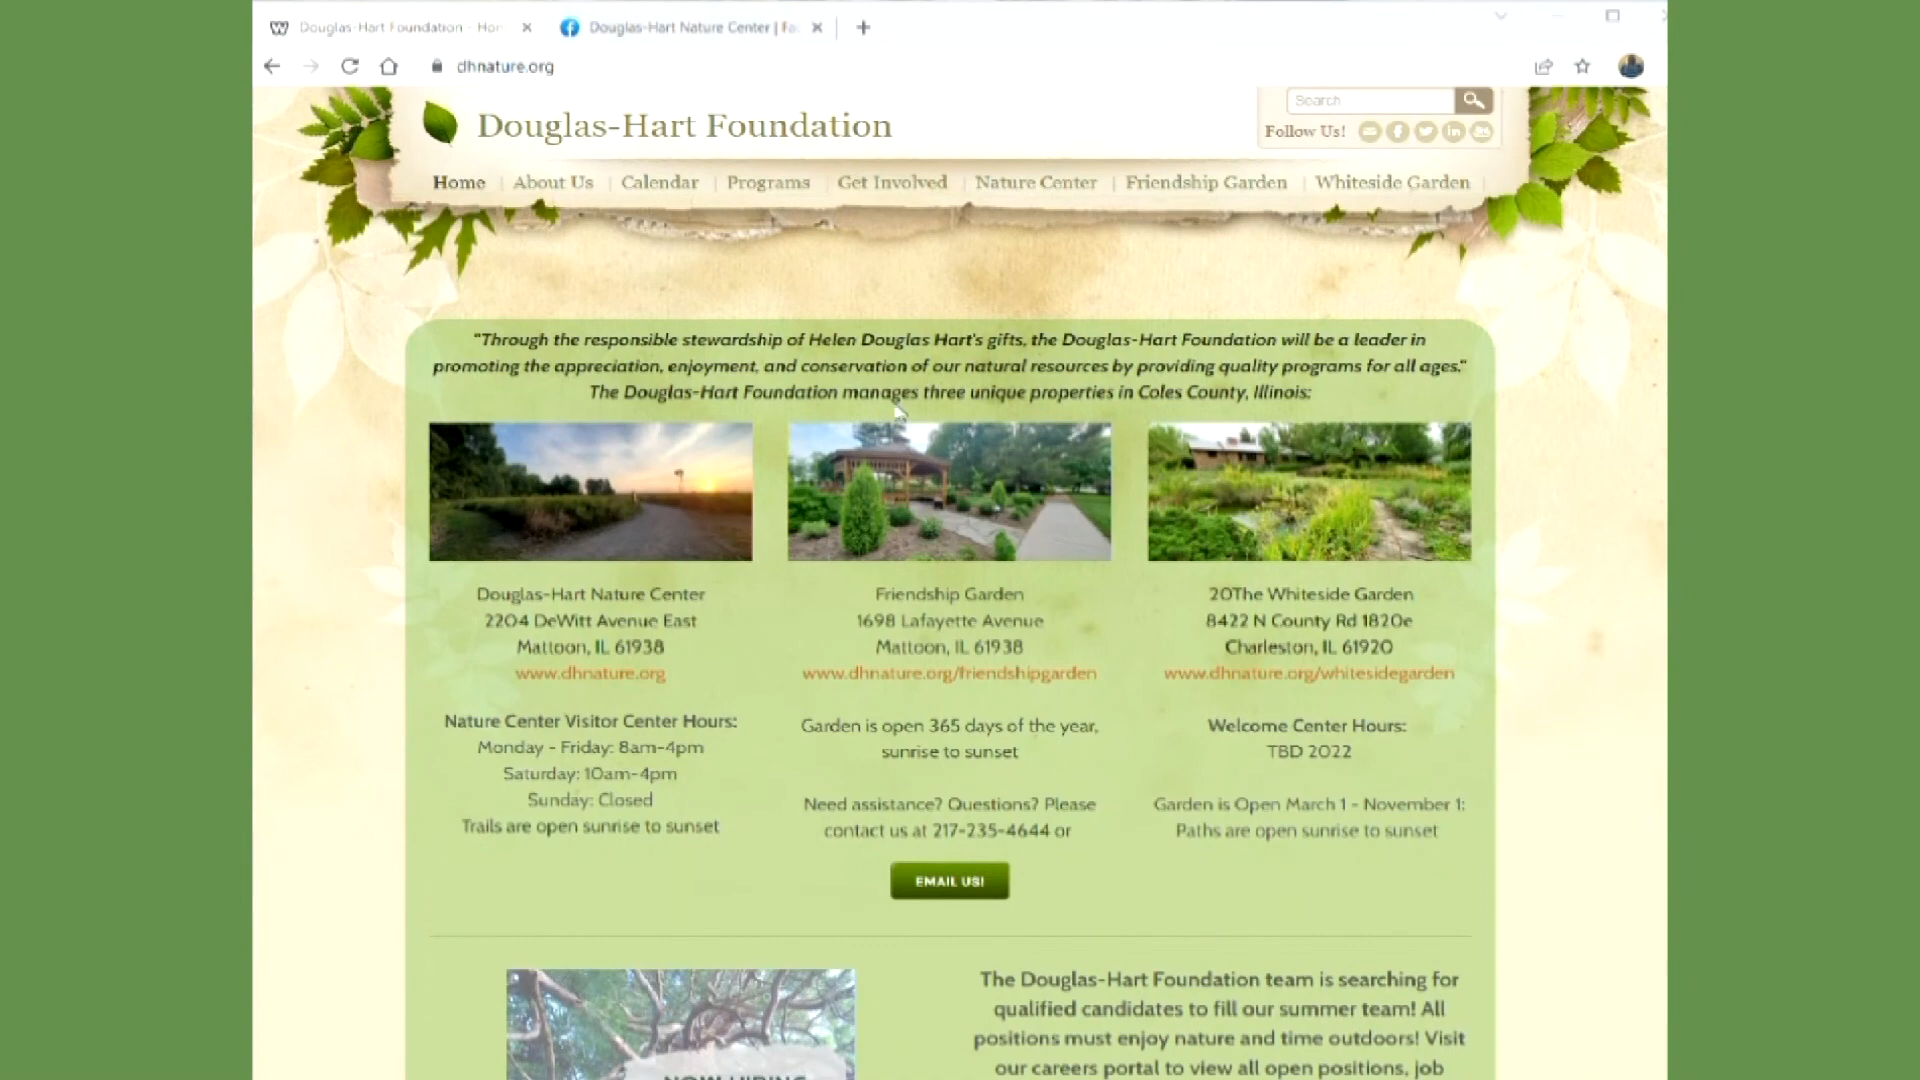 Douglas-Hart Foundation - Hor
Douglas-Hart Nature Center | Fa
dhnature.org
Search
Douglas-Hart Foundation
Follow Us!
Home About Us Calendar Programs Get Involved Nature Center Friendship Garden Whiteside Garden
"Through the responsible stewardship of Helen Douglas Hart's gifts, the Douglas-Hart Foundation will be a leader in
promoting the appreciation, enjoyment, and conservation of our natural resources by providing quality programs for all ages."
The Douglas-Hart Foundation manages three unique properties in Coles County, Illinois:
Douglas-Hart Nature Center
2204 DeWitt Avenue East
Mattoon, IL 61938
www.dhnature.org
Nature Center Visitor Center Hours:
Monday - Friday: 8am-4pm
Saturday: 10am-4pm
Sunday: Closed
Trails are open sunrise to sunset
Friendship Garden
1698 Lafayette Avenue
Mattoon, IL 61938
www.dhnature.org/friendshipgarden
Garden is open 365 days of the year,
sunrise to sunset
Need assistance? Questions? Please
contact us at 217-235-4644 or
EMAIL US!
20The Whiteside Garden
8422 N County Rd 1820e
Charleston, IL 61920
www.dhnature.org/whitesidegarden
Welcome Center Hours:
TBD 2022
Garden is Open March 1 - November 1:
Paths are open sunrise to sunset
NOW HIRING
The Douglas-Hart Foundation team is searching for
qualified candidates to fill our summer team! All
positions must enjoy nature and time outdoors! Visit
our careers portal to view all open positions, job